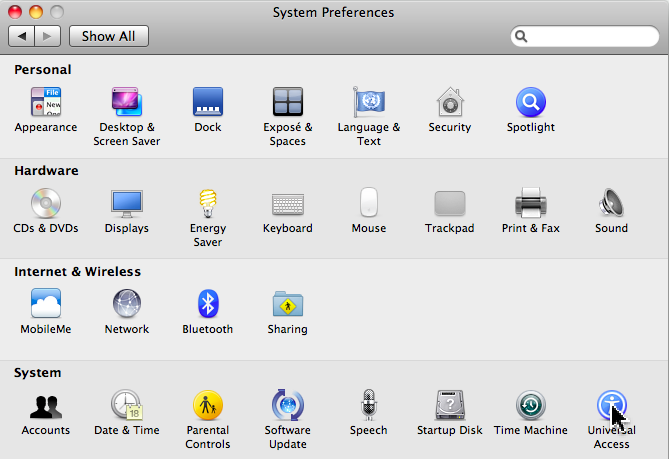 System Preferences
Show All
Personal
File
New
Appearance
Desktop &
Screen Saver
Dock
Exposé &
Spaces
Language &
Text
Security
Spotlight
Hardware
CDs & DVDs
Displays
Energy
Saver
Keyboard
Mouse
Trackpad
Print & Fax
Sound
Internet & Wireless
MobileMe
Network
Bluetooth
Sharing
System
18
?
Accounts
Date & Time
Parental
Controls
Software
Update
Speech
Startup Disk
Time Machine
Universal
Access